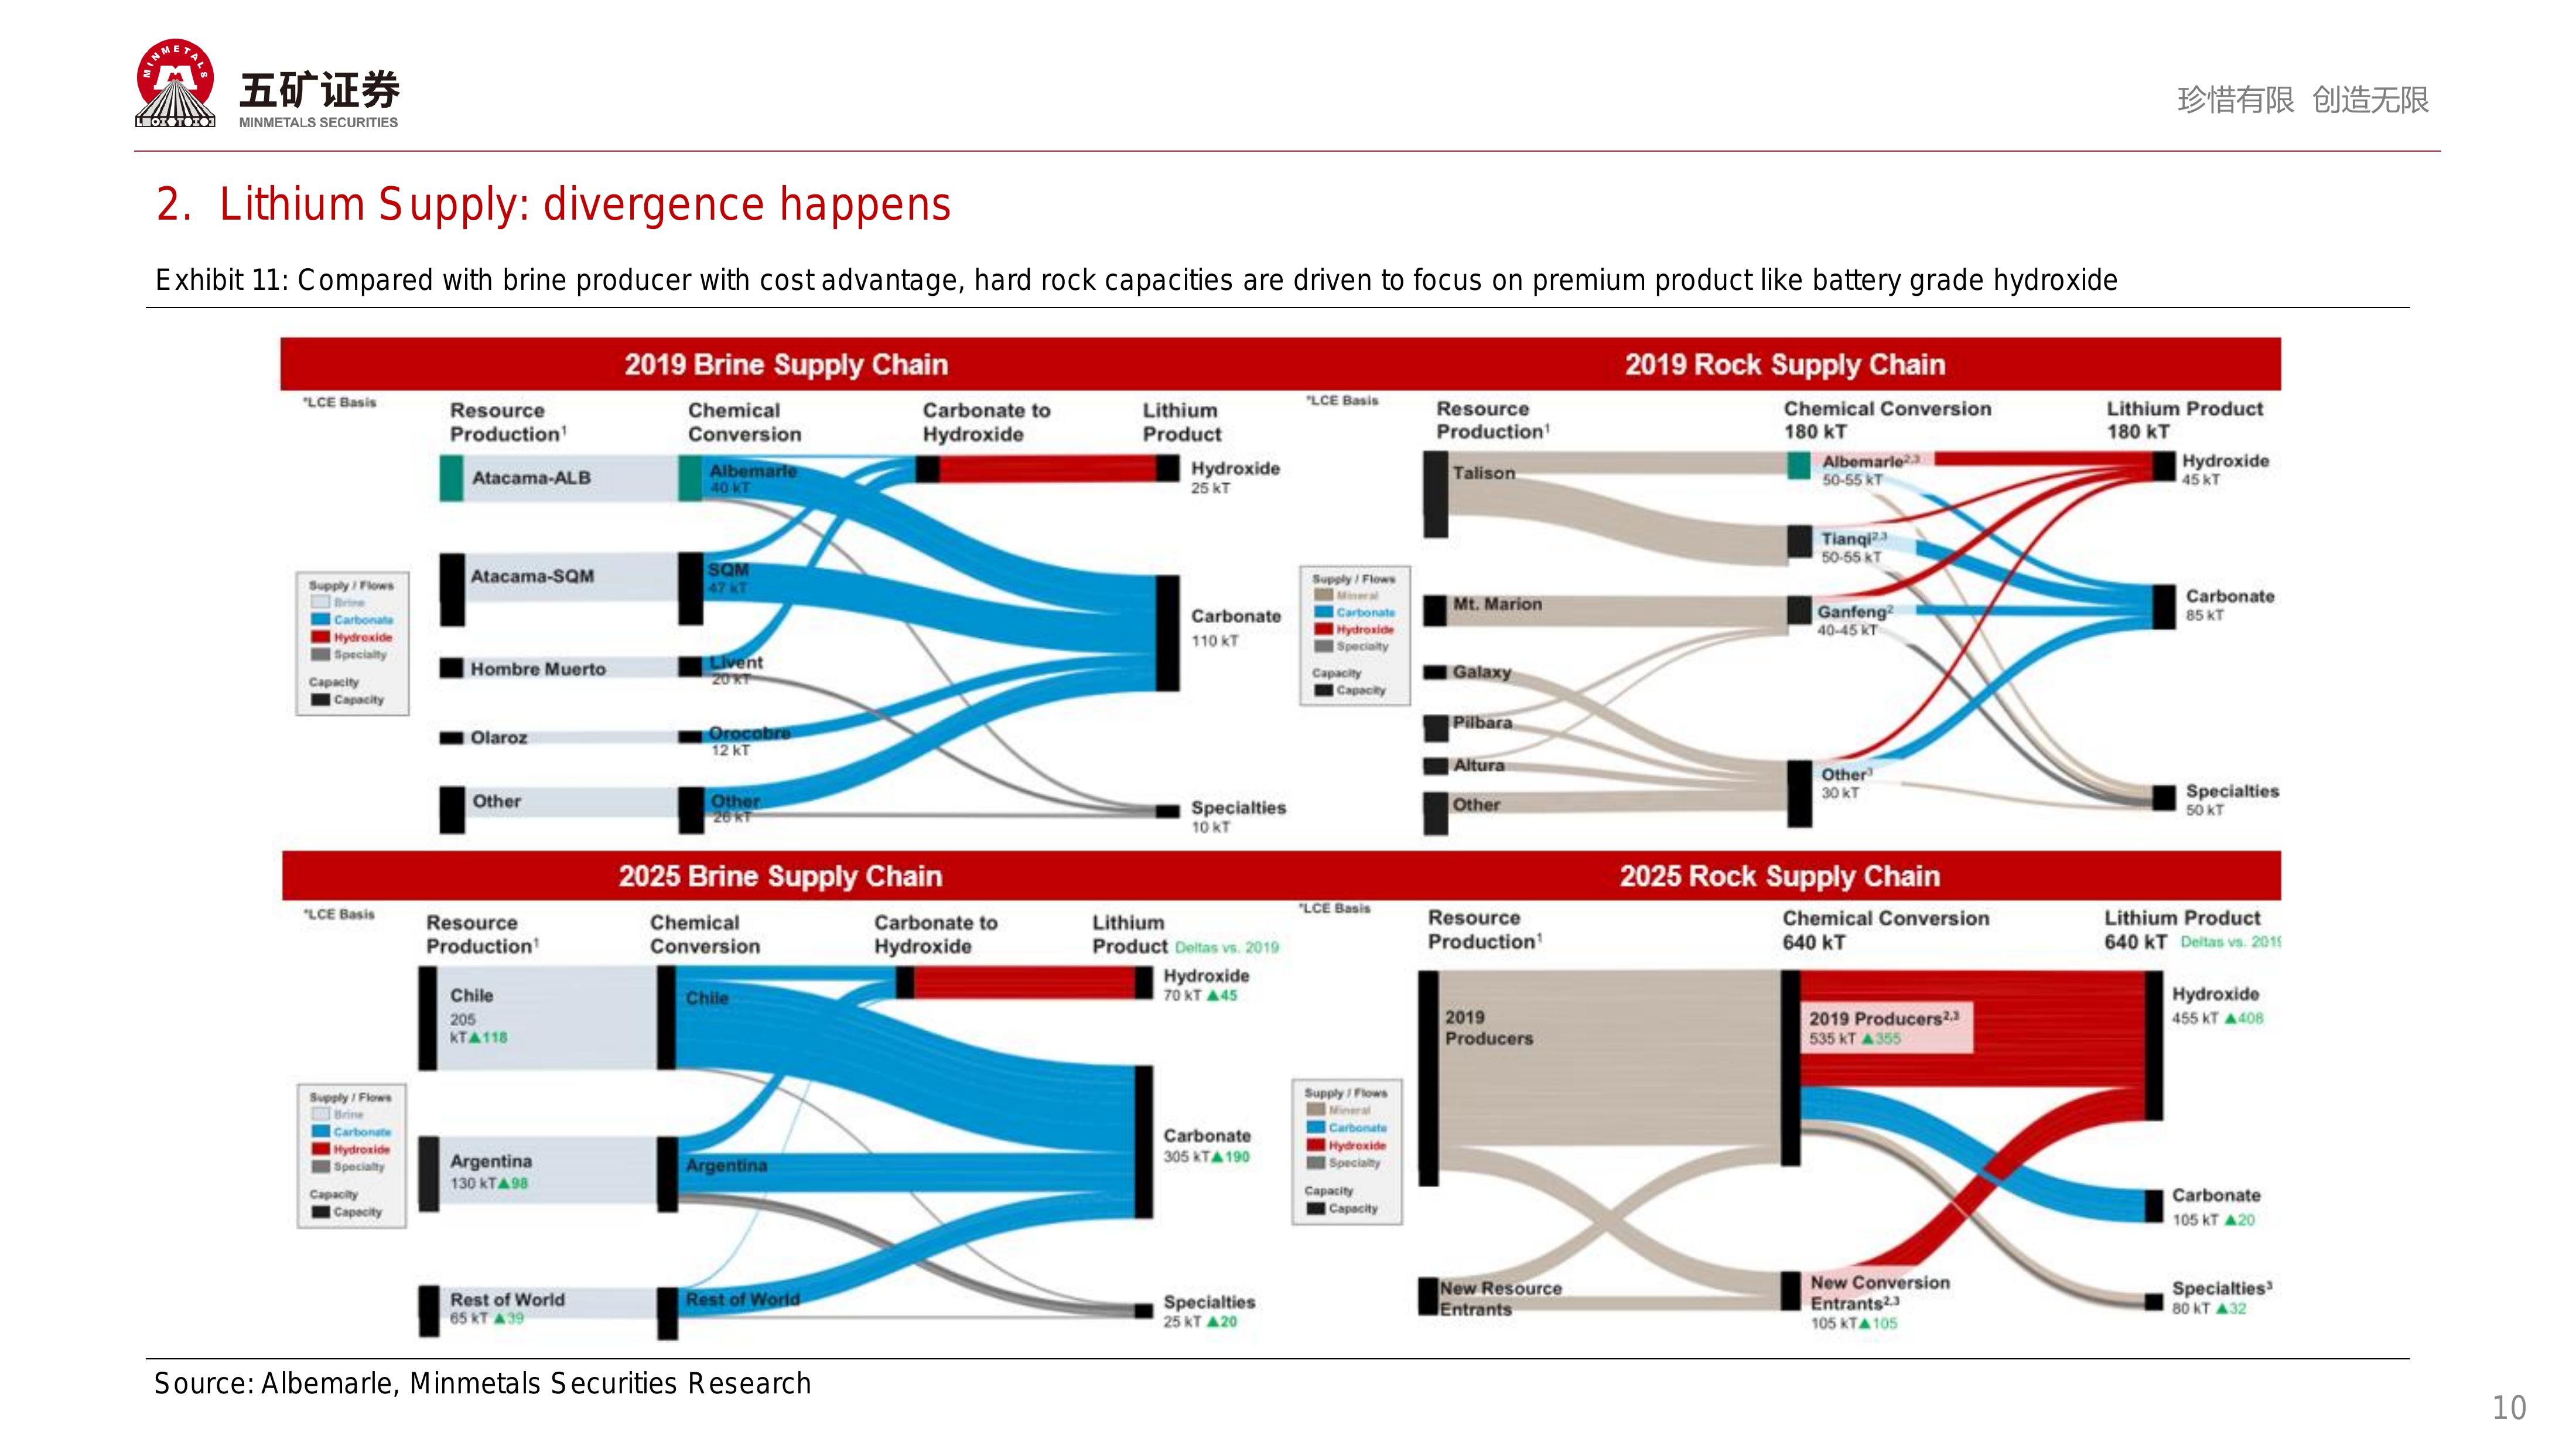 MINMETALS
五矿证券
MINMETALS SECURITIES
珍惜有限 创造无限
2. Lithium Supply: divergence happens
Exhibit 11: Compared with brine producer with cost advantage, hard rock capacities are driven to focus on premium product like battery grade hydroxide
2019 Brine Supply Chain
*LCE Basis
Resource
Production¹
Chemical
Conversion
Carbonate to
Hydroxide
Lithium
Product
Atacama-ALB
Albemarle
40 kT
Hydroxide
25 kT
Atacama-SQM
SQM
47 kT
Supply / Flows
Brine
Carbonate
Hydroxide
Specialty
Capacity
Capacity
Carbonate
110 kT
Hombre Muerto
Livent
20 kT
Olaroz
Orocobre
12 kT
Other
Other
26 kT
Specialties
10 kT
2019 Rock Supply Chain
*LCE Basis
Resource
Production¹
Chemical Conversion
180 kT
Lithium Product
180 kT
Talison
Albemarle²,³
50-55 kT
Hydroxide
45 kT
Tianqi²,³
50-55 kT
Supply / Flows
Mineral
Carbonate
Hydroxide
Specialty
Capacity
Capacity
Mt. Marion
Ganfeng²
40-45 kT
Carbonate
85 kT
Galaxy
Pilbara
Altura
Other
Other³
30 kT
Specialties
50 kT
2025 Brine Supply Chain
*LCE Basis
Resource
Production¹
Chemical
Conversion
Carbonate to
Hydroxide
Lithium
Product Deltas vs. 2019
Chile
205
kT▲118
Chile
Hydroxide
70 kT ▲45
Supply / Flows
Brine
Carbonate
Hydroxide
Specialty
Capacity
Capacity
Argentina
130 kT▲98
Argentina
Carbonate
305 kT▲190
Rest of World
65 kT ▲39
Rest of World
Specialties
25 kT ▲20
2025 Rock Supply Chain
*LCE Basis
Resource
Production¹
Chemical Conversion
640 kT
Lithium Product
640 kT Deltas vs. 2019
2019
Producers
2019 Producers²,³
535 kT ▲355
Hydroxide
455 kT ▲408
Supply / Flows
Mineral
Carbonate
Hydroxide
Specialty
Capacity
Capacity
Carbonate
105 kT ▲20
New Resource
Entrants
New Conversion
Entrants²,³
105 kT▲105
Specialties³
80 kT ▲32
Source: Albemarle, Minmetals Securities Research
10